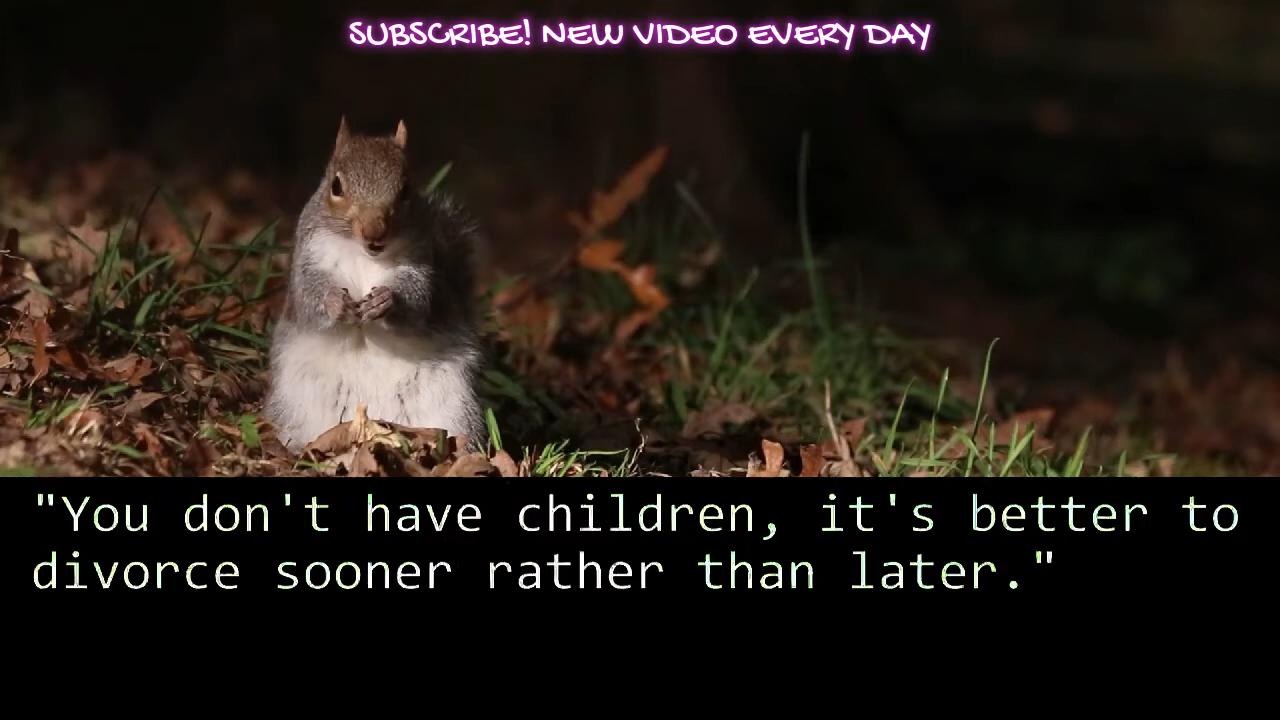 SUBSCRIBE! NEW VIDEO EVERY DAY
"You don't have children, it's better to
divorce sooner rather than later."